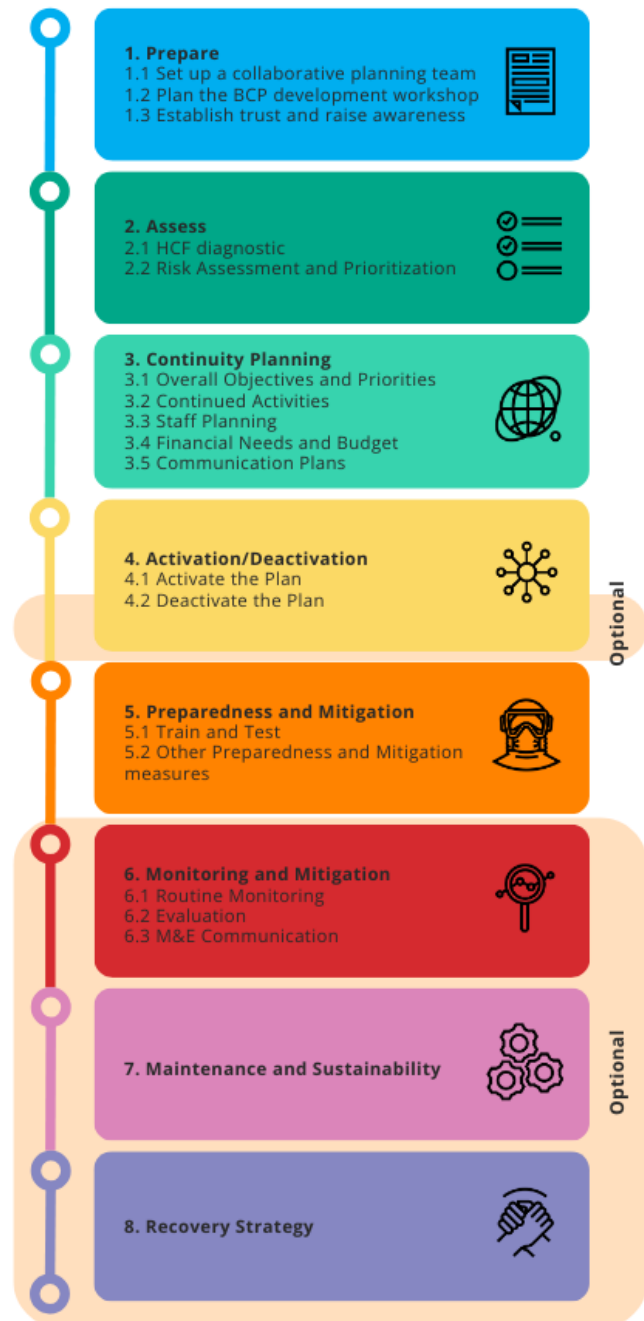 1. Prepare
1.1 Set up a collaborative planning team
1.2 Plan the BCP development workshop
1.3 Establish trust and raise awareness
2. Assess
2.1 HCF diagnostic
2.2 Risk Assessment and Prioritization
3. Continuity Planning
3.1 Overall Objectives and Priorities
3.2 Continued Activities
3.3 Staff Planning
3.4 Financial Needs and Budget
3.5 Communication Plans
4. Activation/Deactivation
4.1 Activate the Plan
4.2 Deactivate the Plan
Optional
5. Preparedness and Mitigation
5.1 Train and Test
5.2 Other Preparedness and Mitigation
measures
6. Monitoring and Mitigation
6.1 Routine Monitoring
6.2 Evaluation
6.3 M&E Communication
7. Maintenance and Sustainability
Optional
8. Recovery Strategy